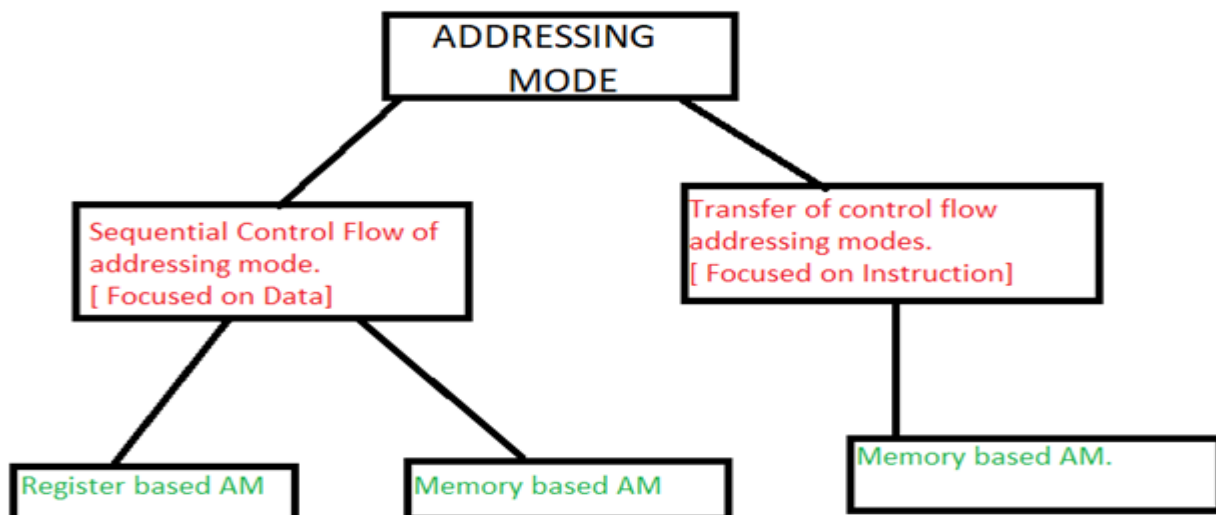 ADDRESSING
MODE
Sequential Control Flow of
addressing mode.
[ Focused on Data]
Transfer of control flow
addressing modes.
[ Focused on Instruction]
Register based AM
Memory based AM
Memory based AM.